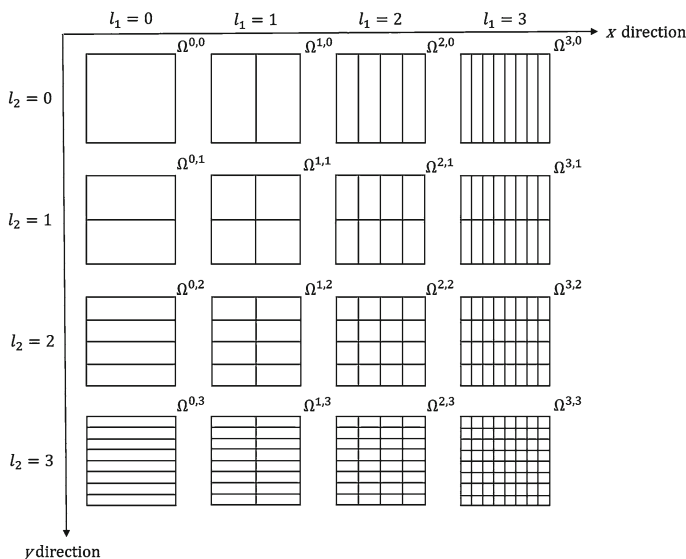 l₁ = 0 l₁ = 1 l₁ = 2 l₁ = 3
x direction
Ω⁰,⁰ Ω¹,⁰ Ω²,⁰ Ω³,⁰
l₂ = 0
Ω⁰,¹ Ω¹,¹ Ω²,¹ Ω³,¹
l₂ = 1
Ω⁰,² Ω¹,² Ω²,² Ω³,²
l₂ = 2
Ω⁰,³ Ω¹,³ Ω²,³ Ω³,³
l₂ = 3
y direction